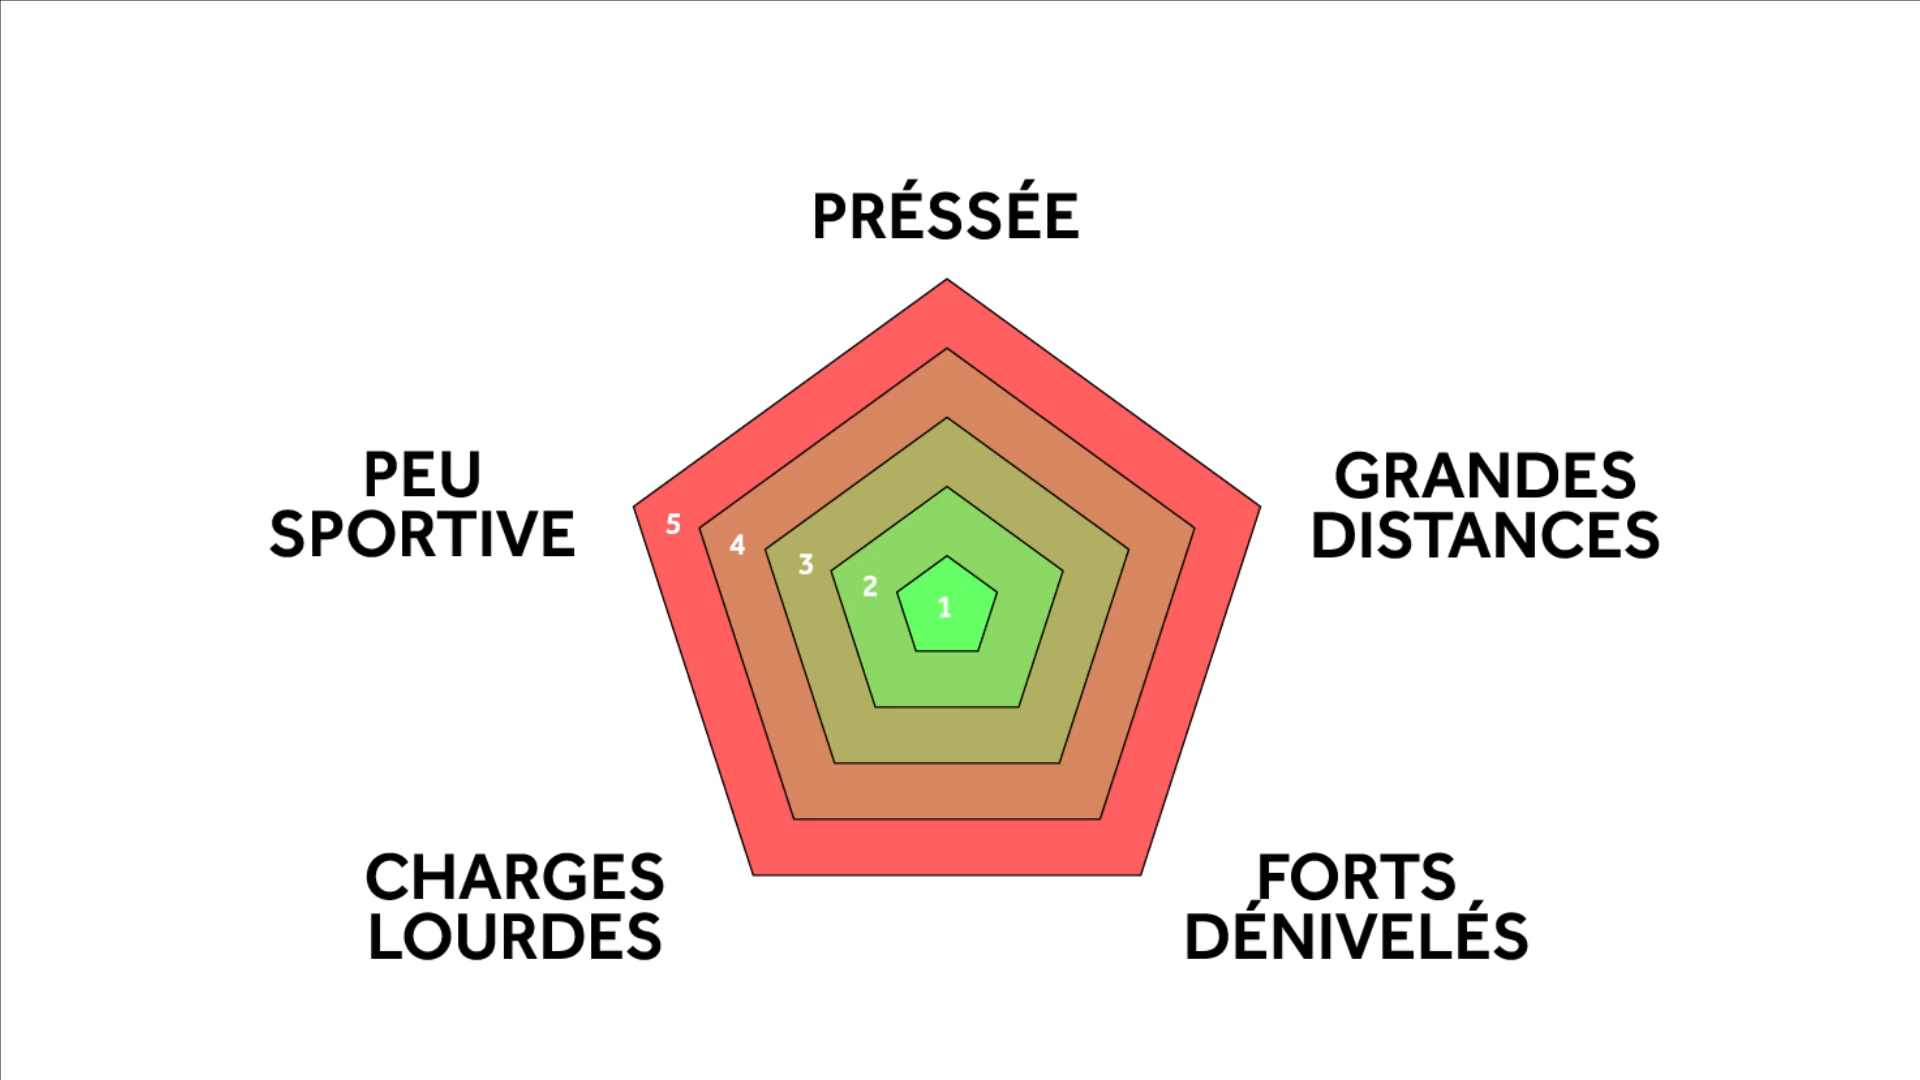 PRÉSSÉE
PEU
SPORTIVE
GRANDES
DISTANCES
5
4
3
2
1
CHARGES
LOURDES
FORTS
DÉNIVELÉS